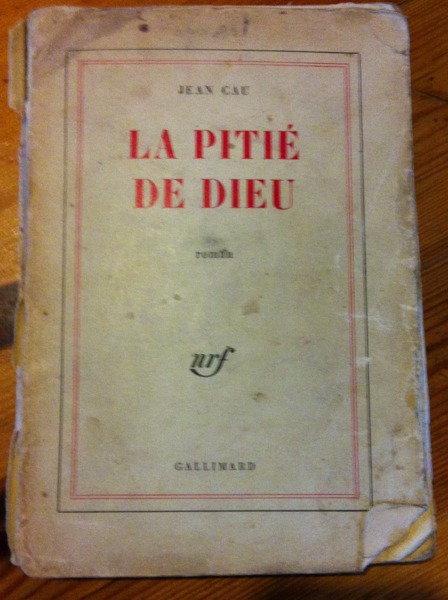 JEAN CAU
LA PITIÉ
DE DIEU
roman
nrf
GALLIMARD